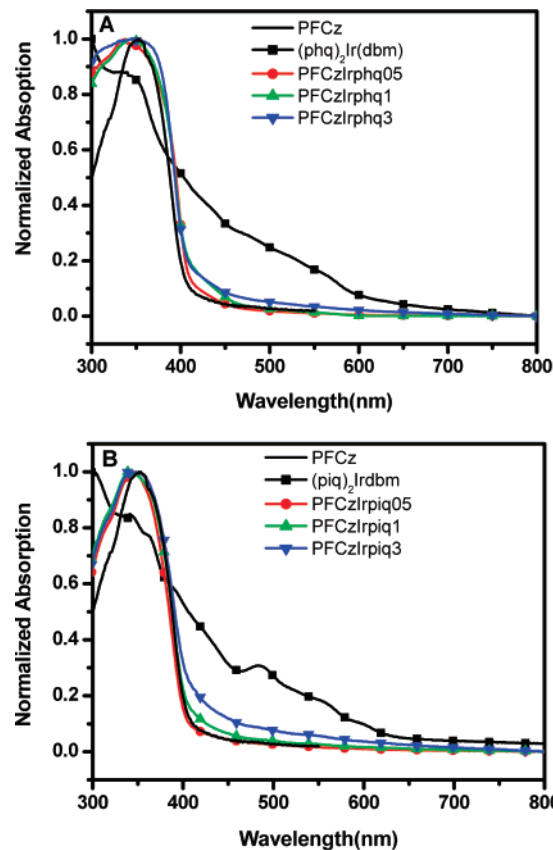 A
PFCz
(phq)₂Ir(dbm)
PFCzIrphq05
PFCzIrphq1
PFCzIrphq3
Normalized Absoption
1.0
0.8
0.6
0.4
0.2
0.0
300 400 500 600 700 800
Wavelength(nm)
B
PFCz
(piq)₂Irdbm
PFCzIrpiq05
PFCzIrpiq1
PFCzIrpiq3
Normalized Absorption
1.0
0.8
0.6
0.4
0.2
0.0
300 400 500 600 700 800
Wavelength(nm)